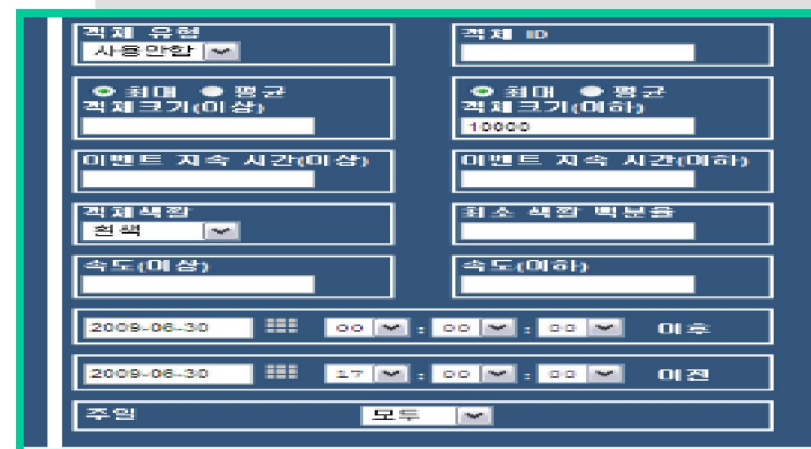 객체 유형
객체 ID
사용안함
최대 평균
최대 평균
객체크기(이상)
객체크기(이하)
10000
이벤트 지속 시간(이상)
이벤트 지속 시간(이하)
객체색활
최소 색활 백분율
흰색
속도(이상)
속도(이하)
2009-06-30 00 : 00 : 00 이후
2009-06-30 17 : 00 : 00 이전
주일 모두